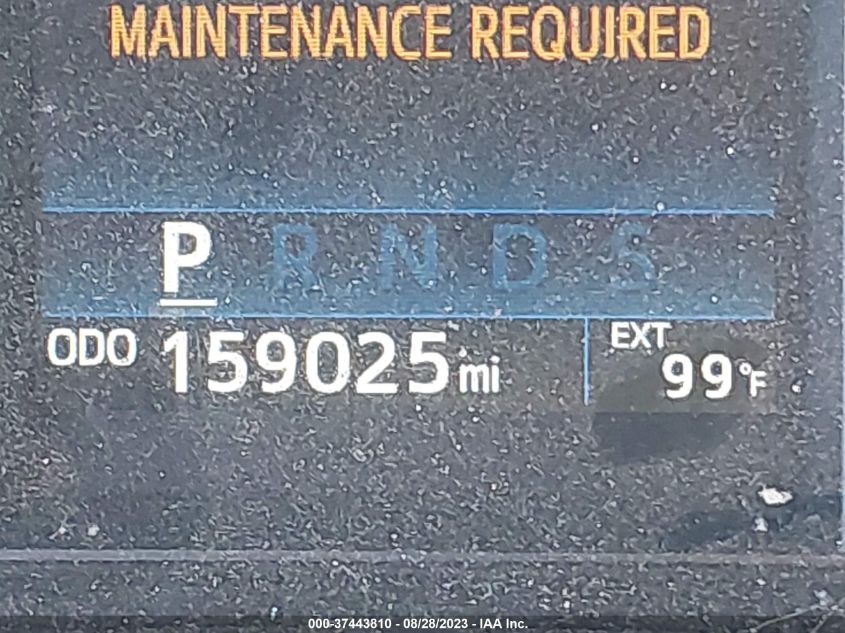 MAINTENANCE REQUIRED
P R N D S
ODO 159025 mi EXT 99°F
000-37443810 - 08/28/2023 - IAA Inc.